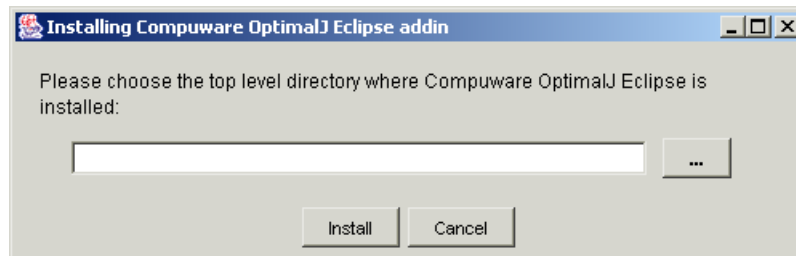 Installing Compuware OptimalJ Eclipse addin
Please choose the top level directory where Compuware OptimalJ Eclipse is
installed:
...
Install Cancel